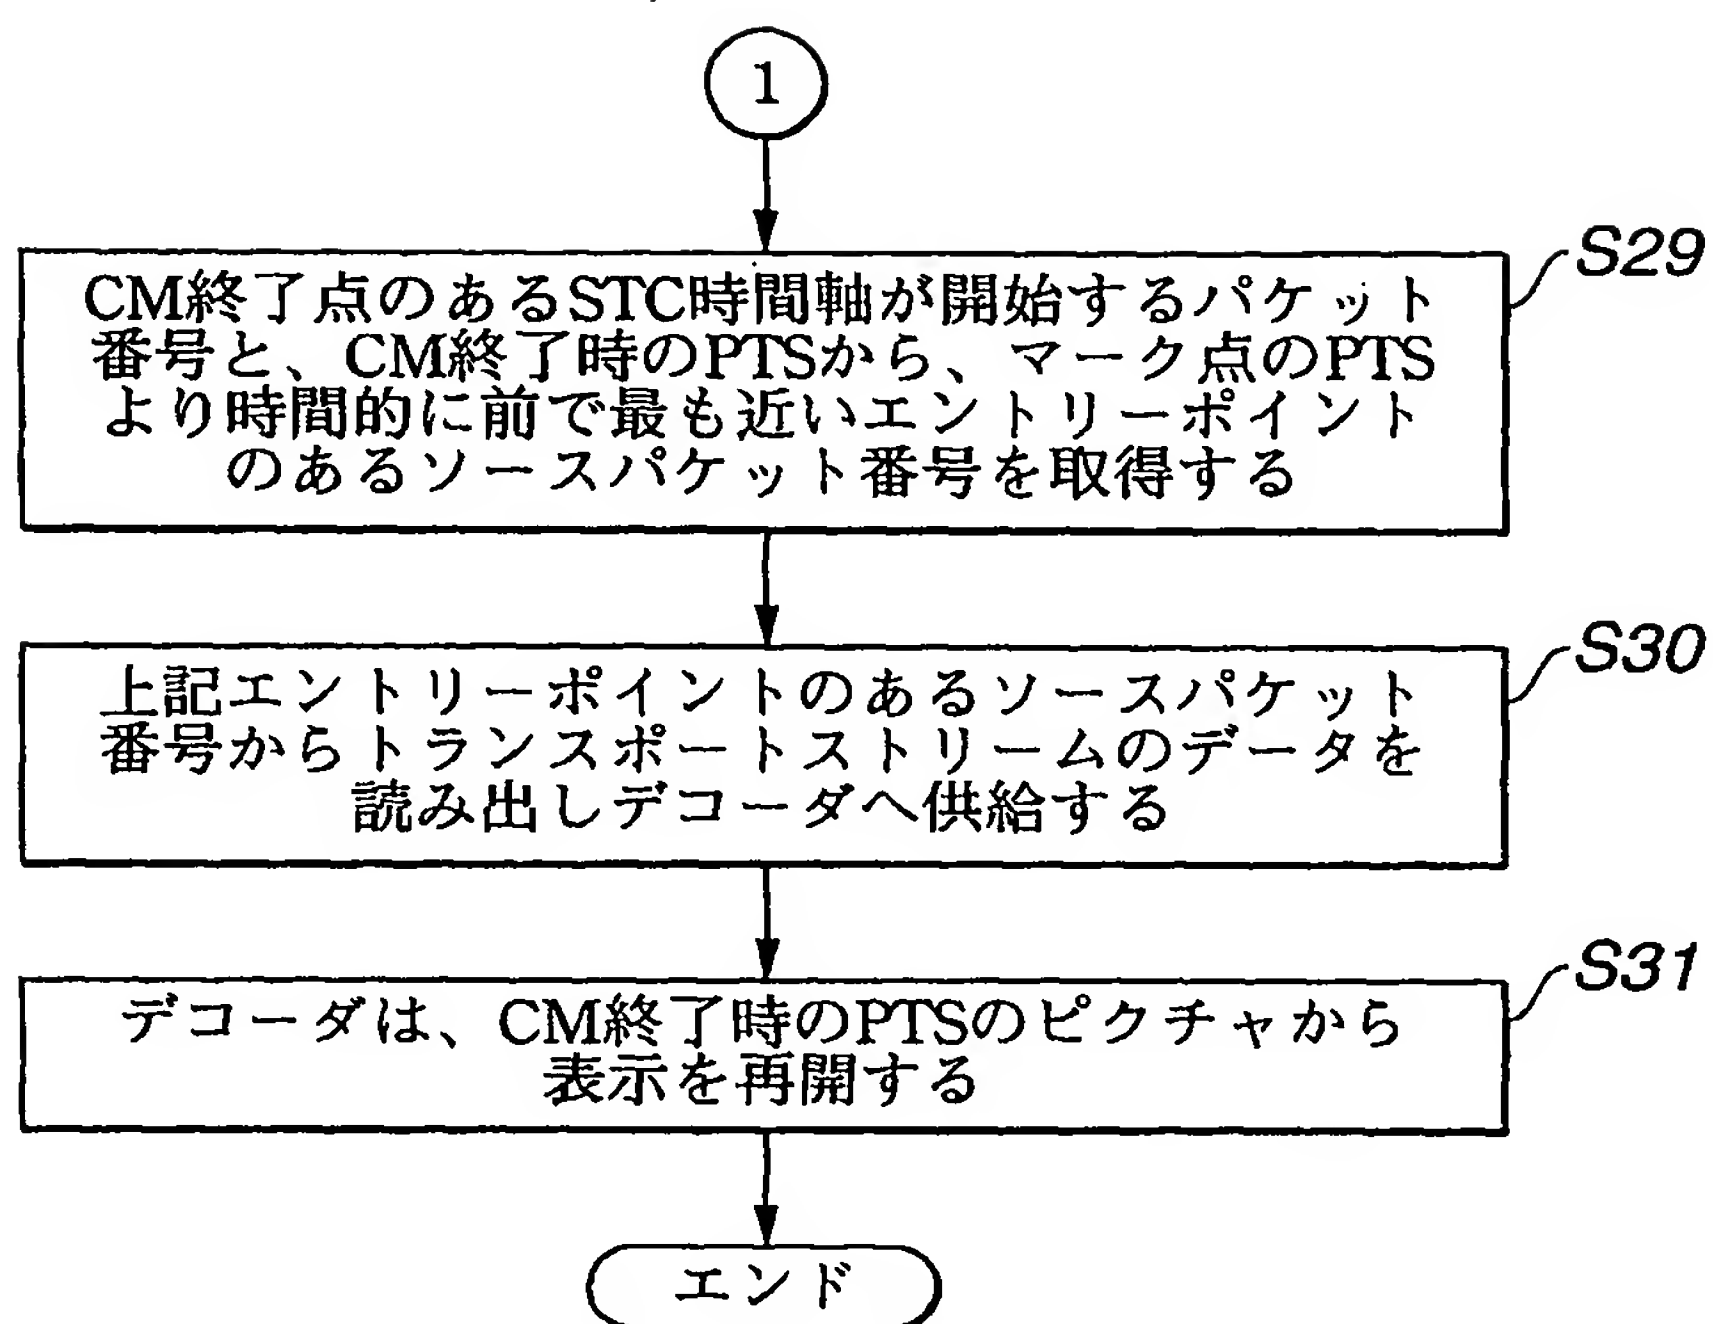 1
S29
CM終了点のあるSTC時間軸が開始するパケット
番号と、CM終了時のPTSから、マーク点のPTS
より時間的に前で最も近いエントリーポイント
のあるソースパケット番号を取得する
S30
上記エントリーポイントのあるソースパケット
番号からトランスポートストリームのデータを
読み出しデコーダへ供給する
S31
デコーダは、CM終了時のPTSのピクチャから
表示を再開する
エンド